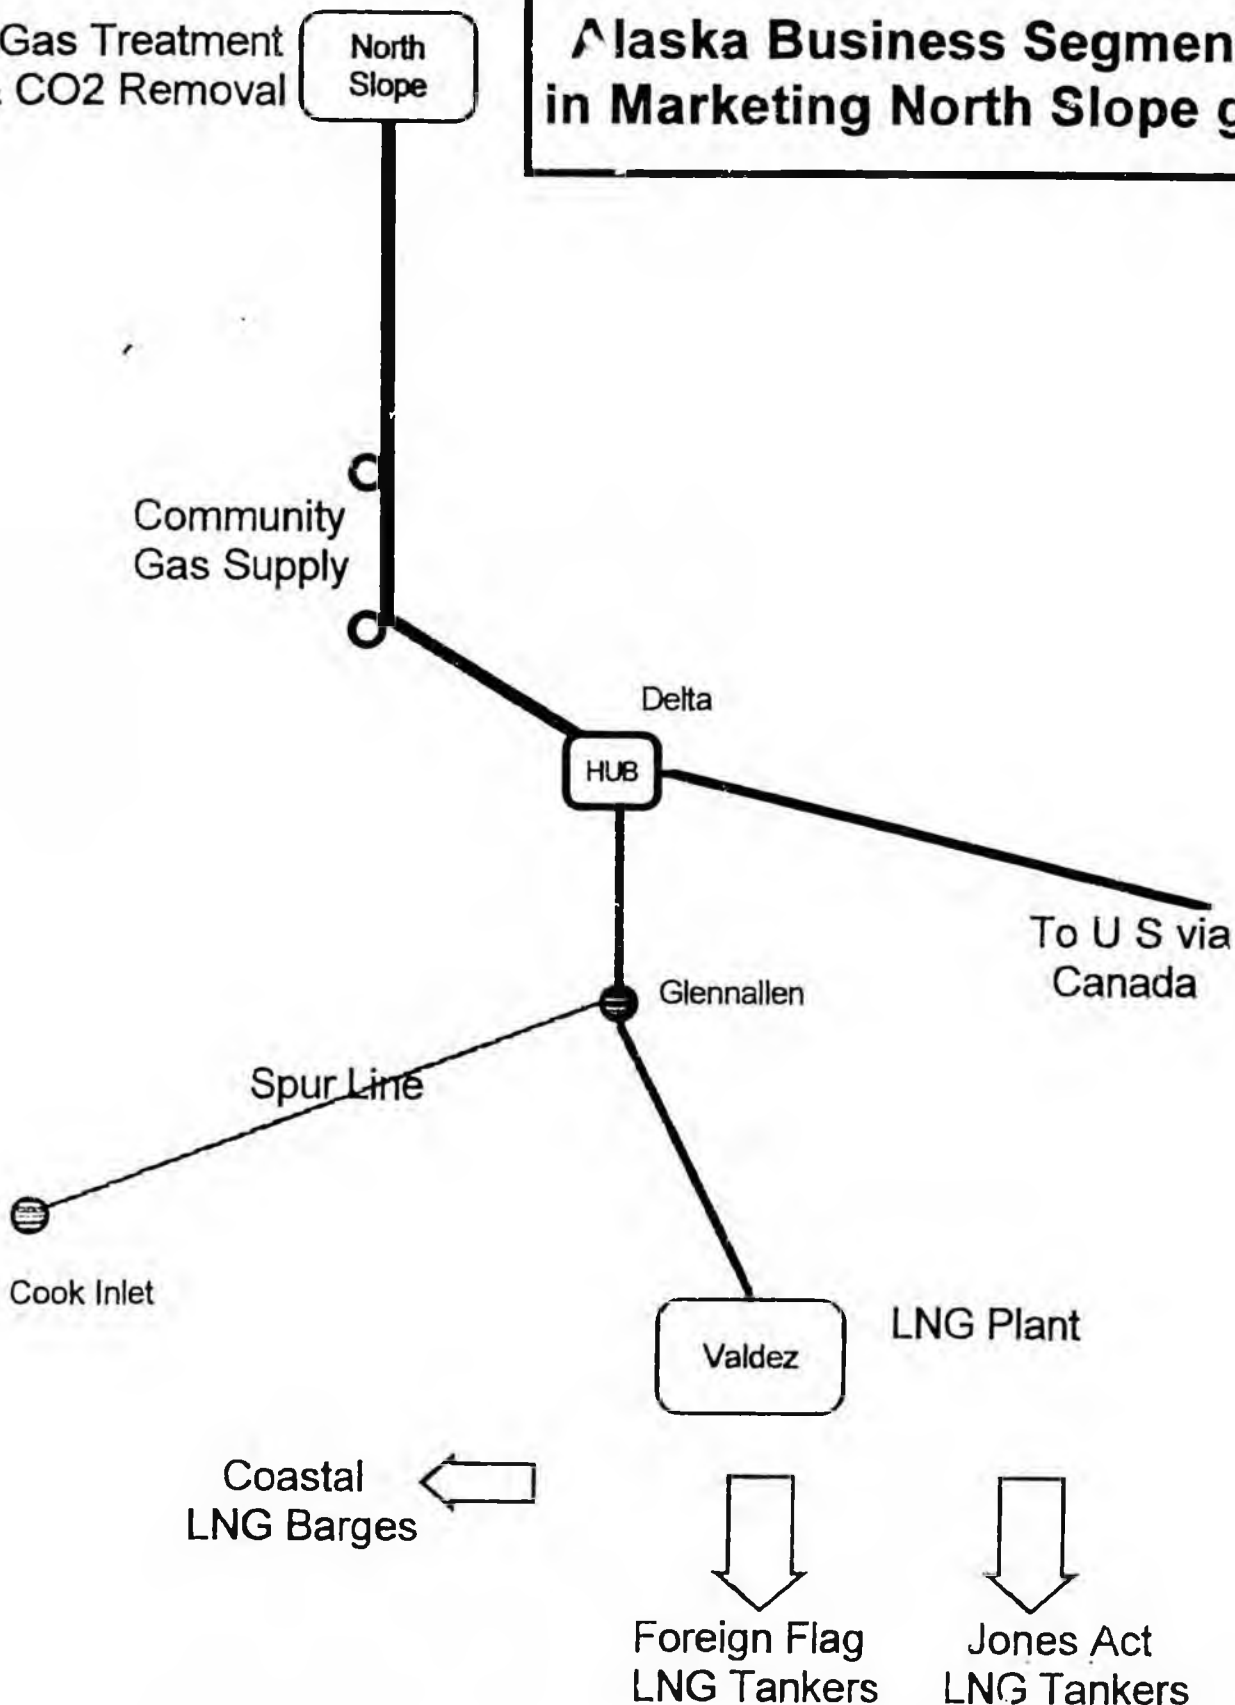 Gas Treatment
& CO2 Removal
North
Slope
Alaska Business Segmen
in Marketing North Slope g
Community
Gas Supply
Delta
HUB
To U S via
Canada
Glennallen
Spur Line
Cook Inlet
Valdez
LNG Plant
Coastal
LNG Barges
Foreign Flag
LNG Tankers
Jones Act
LNG Tankers